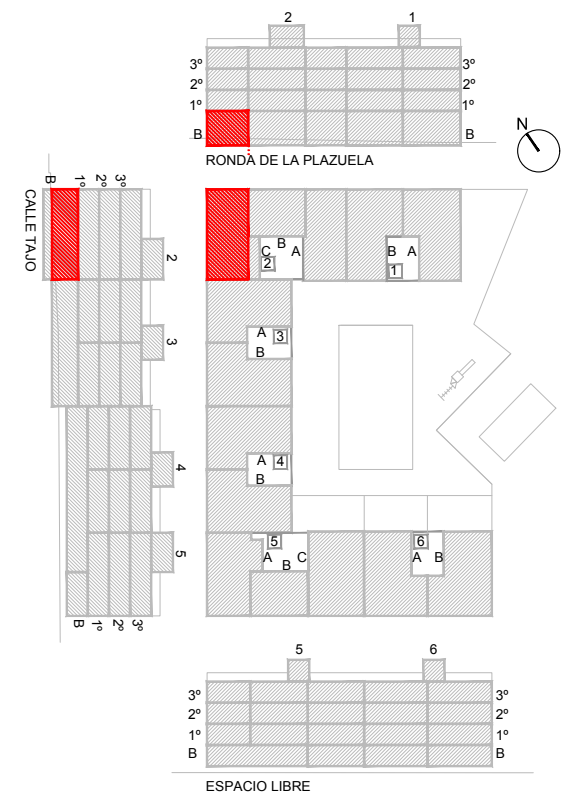 2 1
3º 3º
2º 2º
1º 1º
B B
RONDA DE LA PLAZUELA
N
CALLE TAJO
B 1º 2º 3º
2
3
4
5
B 1º 2º 3º
C B A
2
B A
1
A 3
B
A 4
B
5
A B C
6
A B
5 6
3º 3º
2º 2º
1º 1º
B B
ESPACIO LIBRE